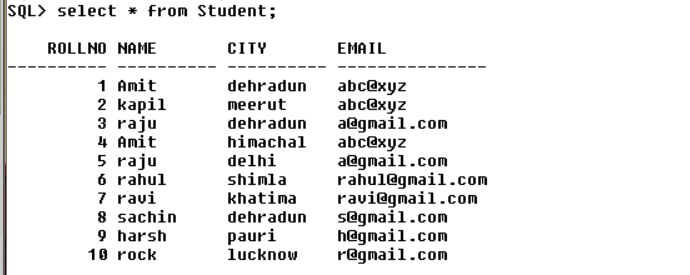 SQL> select * from Student;
ROLLNO NAME CITY EMAIL
---------- ---------- ---------- ---------------
1 Amit dehradun abc@xyz
2 kapil meerut abc@xyz
3 raju dehradun a@gmail.com
4 Amit himachal abc@xyz
5 raju delhi a@gmail.com
6 rahul shimla rahul@gmail.com
7 ravi khatima ravi@gmail.com
8 sachin dehradun s@gmail.com
9 harsh pauri h@gmail.com
10 rock lucknow r@gmail.com